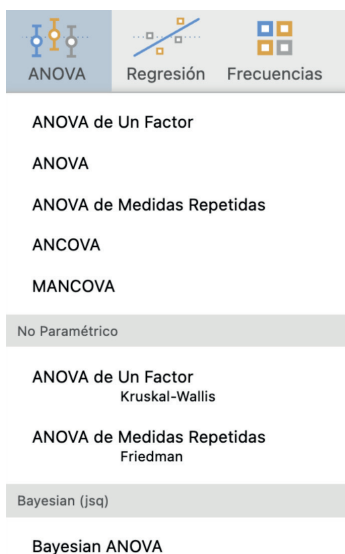 ANOVA Regresión Frecuencias
ANOVA de Un Factor
ANOVA
ANOVA de Medidas Repetidas
ANCOVA
MANCOVA
No Paramétrico
ANOVA de Un Factor
Kruskal-Wallis
ANOVA de Medidas Repetidas
Friedman
Bayesian (jsq)
Bayesian ANOVA